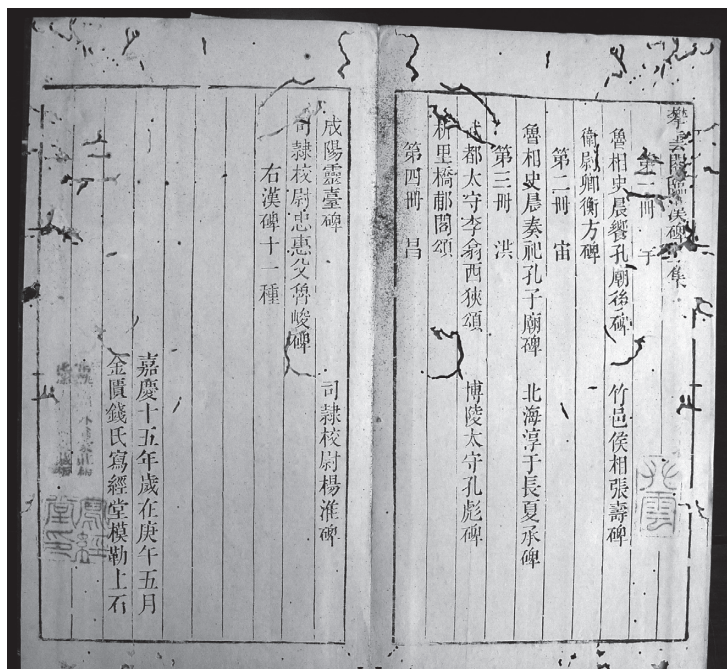 攀雲閣臨漢碑集
第一冊 宇
魯相史晨饗孔廟後碑 竹邑侯相張壽碑
衛尉卿衡方碑
第二冊 宙
魯相史晨奏祀孔子廟碑 北海淳于長夏承碑
第三冊 洪
武都太守李翕西狹頌 博陵太守孔彪碑
析里橋郙閣頌
第四冊 昌
成陽靈臺碑 司隸校尉楊淮碑
司隸校尉忠惠父魯峻碑
右漢碑十一種
嘉慶十五年歲在庚午五月
金匱錢氏寫經堂模勒上石
寫經堂印